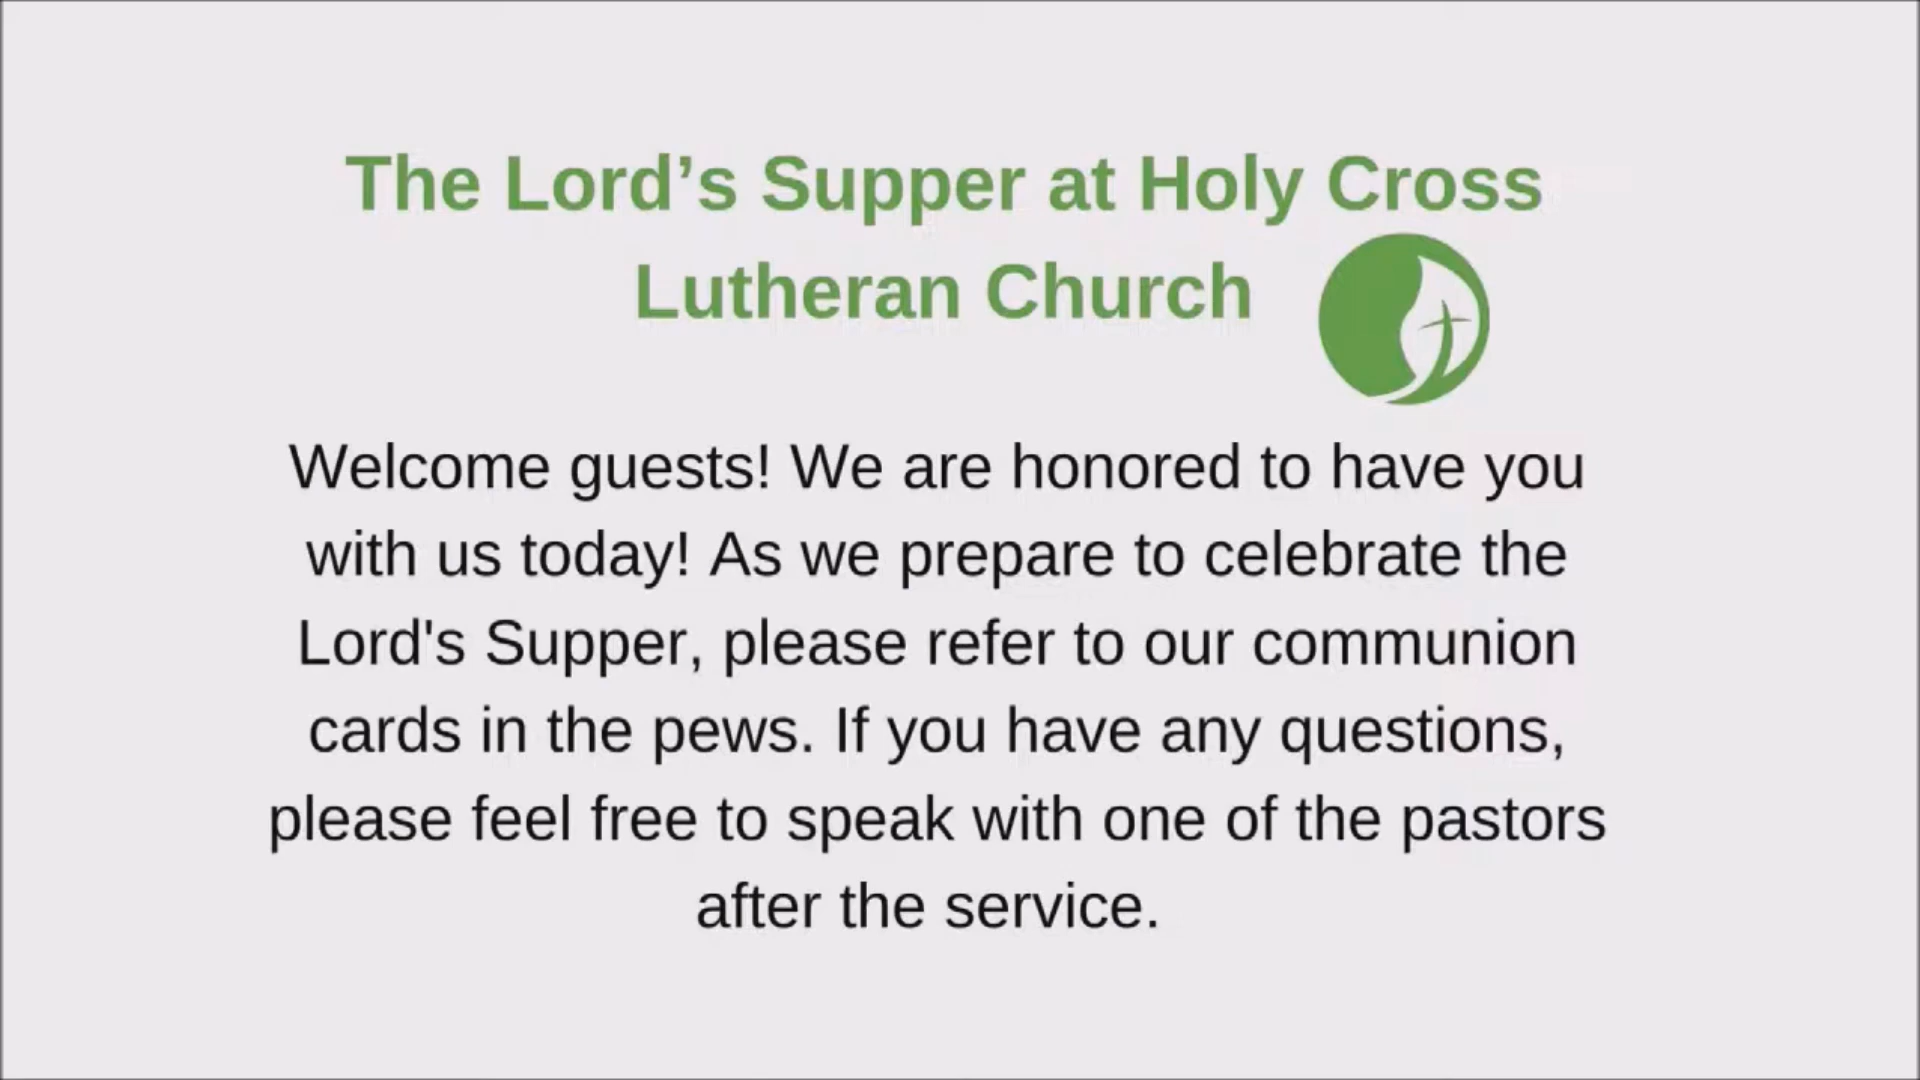 The Lord’s Supper at Holy Cross
Lutheran Church
Welcome guests! We are honored to have you
with us today! As we prepare to celebrate the
Lord's Supper, please refer to our communion
cards in the pews. If you have any questions,
please feel free to speak with one of the pastors
after the service.